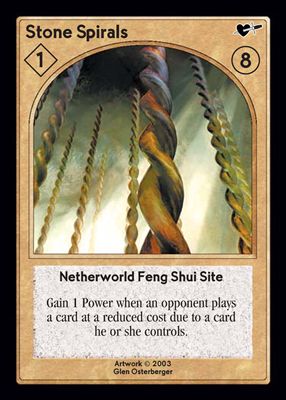 Stone Spirals
1
8
Netherworld Feng Shui Site
Gain 1 Power when an opponent plays
a card at a reduced cost due to a card
he or she controls.
Artwork © 2003
Glen Osterberger